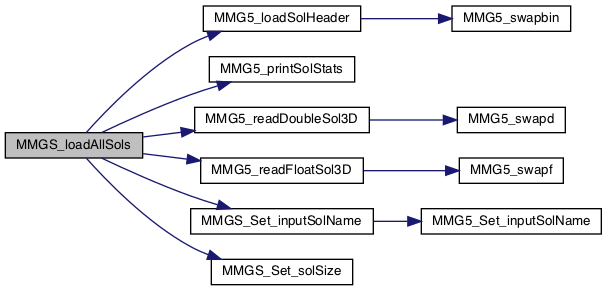 MMGS_loadAllSols
MMG5_loadSolHeader
MMG5_swapbin
MMG5_printSolStats
MMG5_readDoubleSol3D
MMG5_swapd
MMG5_readFloatSol3D
MMG5_swapf
MMGS_Set_inputSolName
MMG5_Set_inputSolName
MMGS_Set_solSize